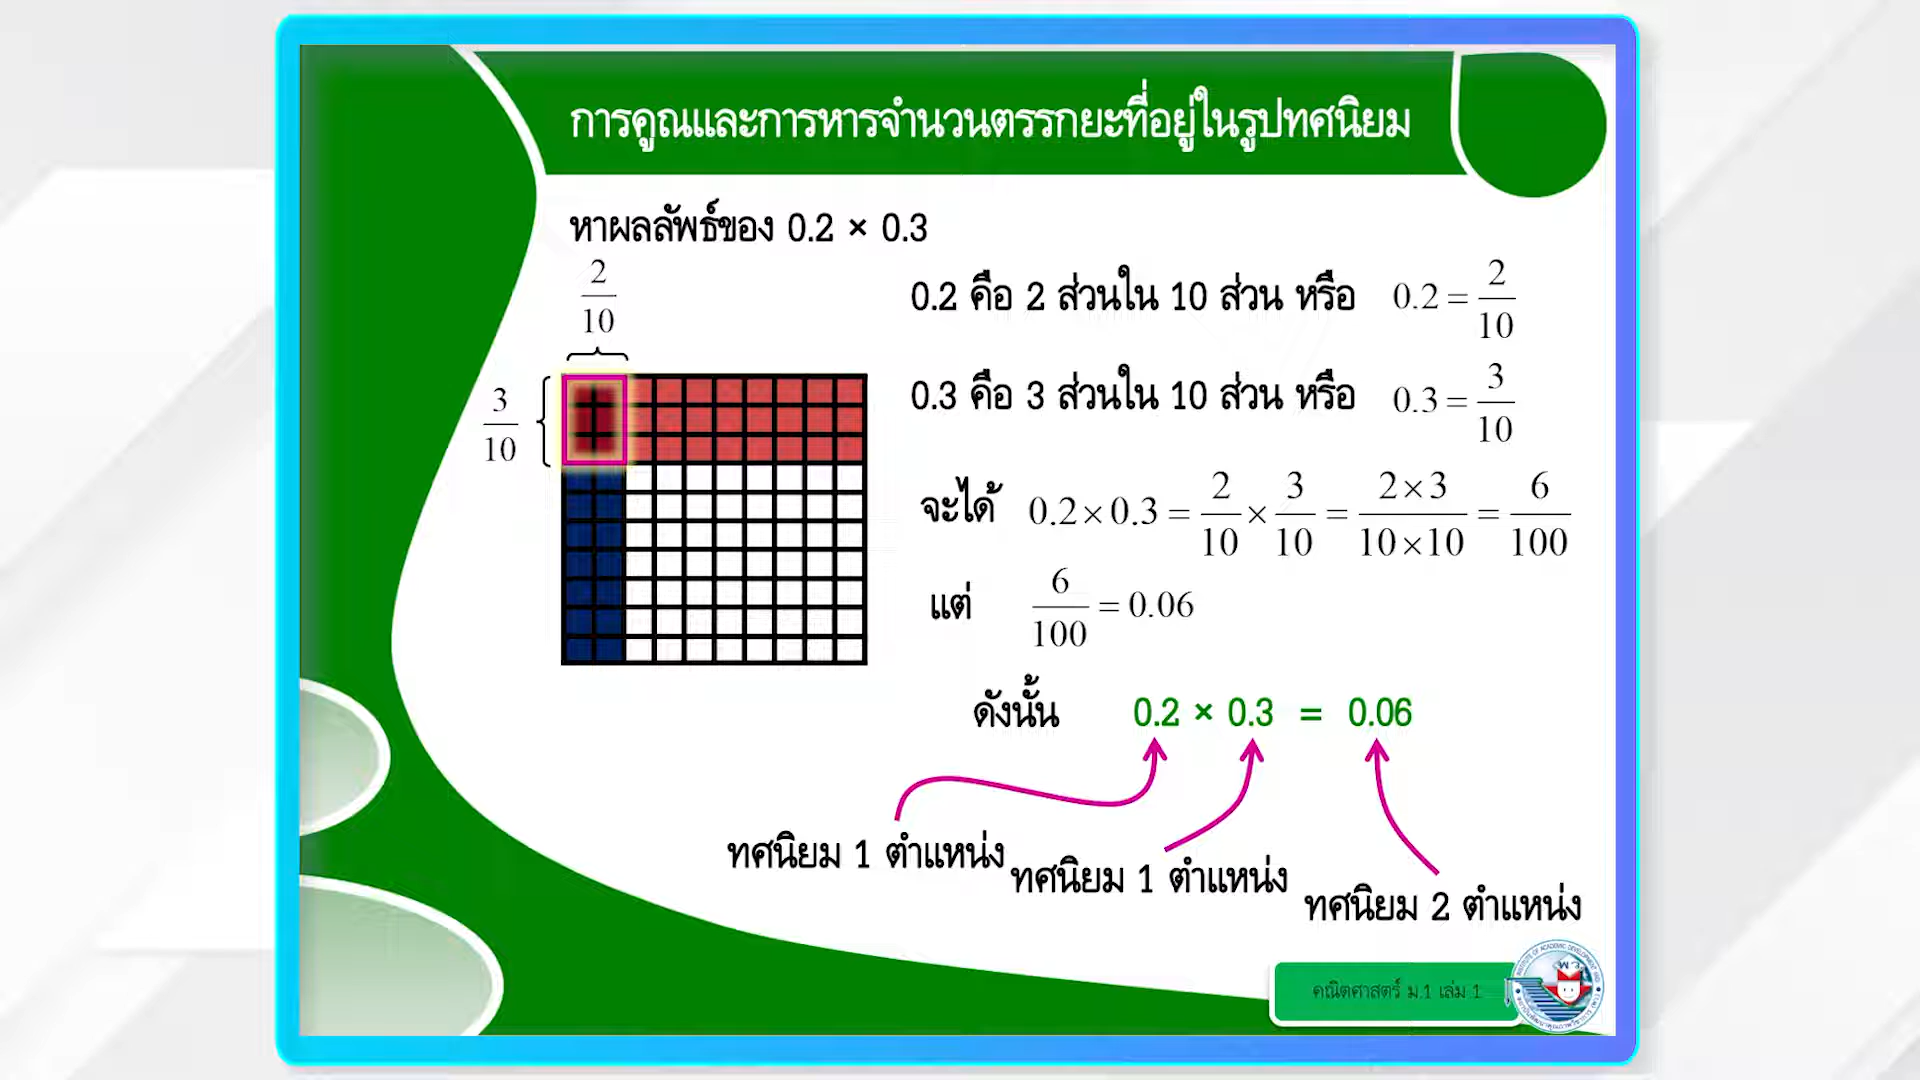 การคูณและการหารจำนวนตรรกยะที่อยู่ในรูปทศนิยม
หาผลลัพธ์ของ 0.2 × 0.3
2/10
3/10
0.2 คือ 2 ส่วนใน 10 ส่วน หรือ 0.2 = 2/10
0.3 คือ 3 ส่วนใน 10 ส่วน หรือ 0.3 = 3/10
จะได้ 0.2 × 0.3 = 2/10 × 3/10 = 2×3/10×10 = 6/100
แต่ 6/100 = 0.06
ดังนั้น 0.2 × 0.3 = 0.06
ทศนิยม 1 ตำแหน่ง
ทศนิยม 1 ตำแหน่ง
ทศนิยม 2 ตำแหน่ง
คณิตศาสตร์ ม.1 เล่ม 1